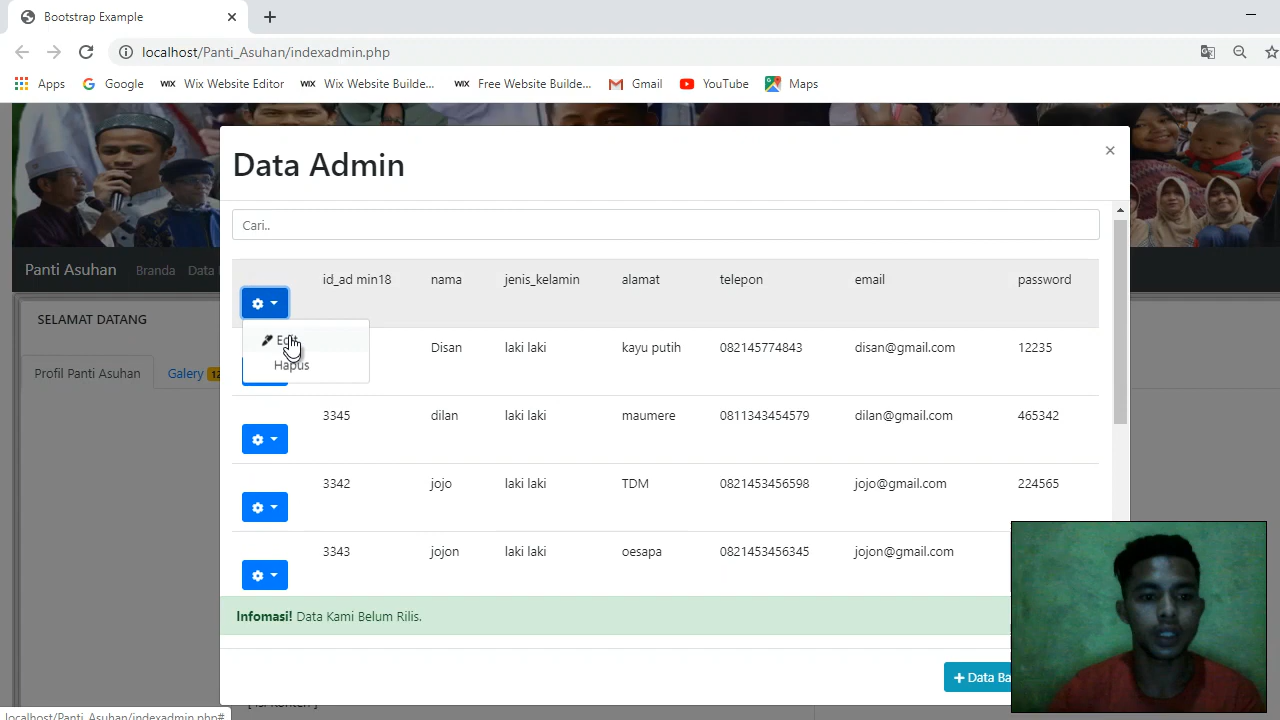 Bootstrap Example
localhost/Panti_Asuhan/indexadmin.php
Apps Google WIX Wix Website Editor WIX Wix Website Builde... WIX Free Website Builde... Gmail YouTube Maps
Data Admin
Cari..
Panti Asuhan Branda Data
id_ad min18 nama jenis_kelamin alamat telepon email password
SELAMAT DATANG
Edit
Disan laki laki kayu putih 082145774843 disan@gmail.com 12235
Hapus
Profil Panti Asuhan Galery 12
3345 dilan laki laki maumere 0811343454579 dilan@gmail.com 465342
3342 jojo laki laki TDM 0821453456598 jojo@gmail.com 224565
3343 jojon laki laki oesapa 0821453456345 jojon@gmail.com
Infomasi! Data Kami Belum Rilis.
+ Data Ba
localhost/Panti_Asuhan/indexadmin.php#